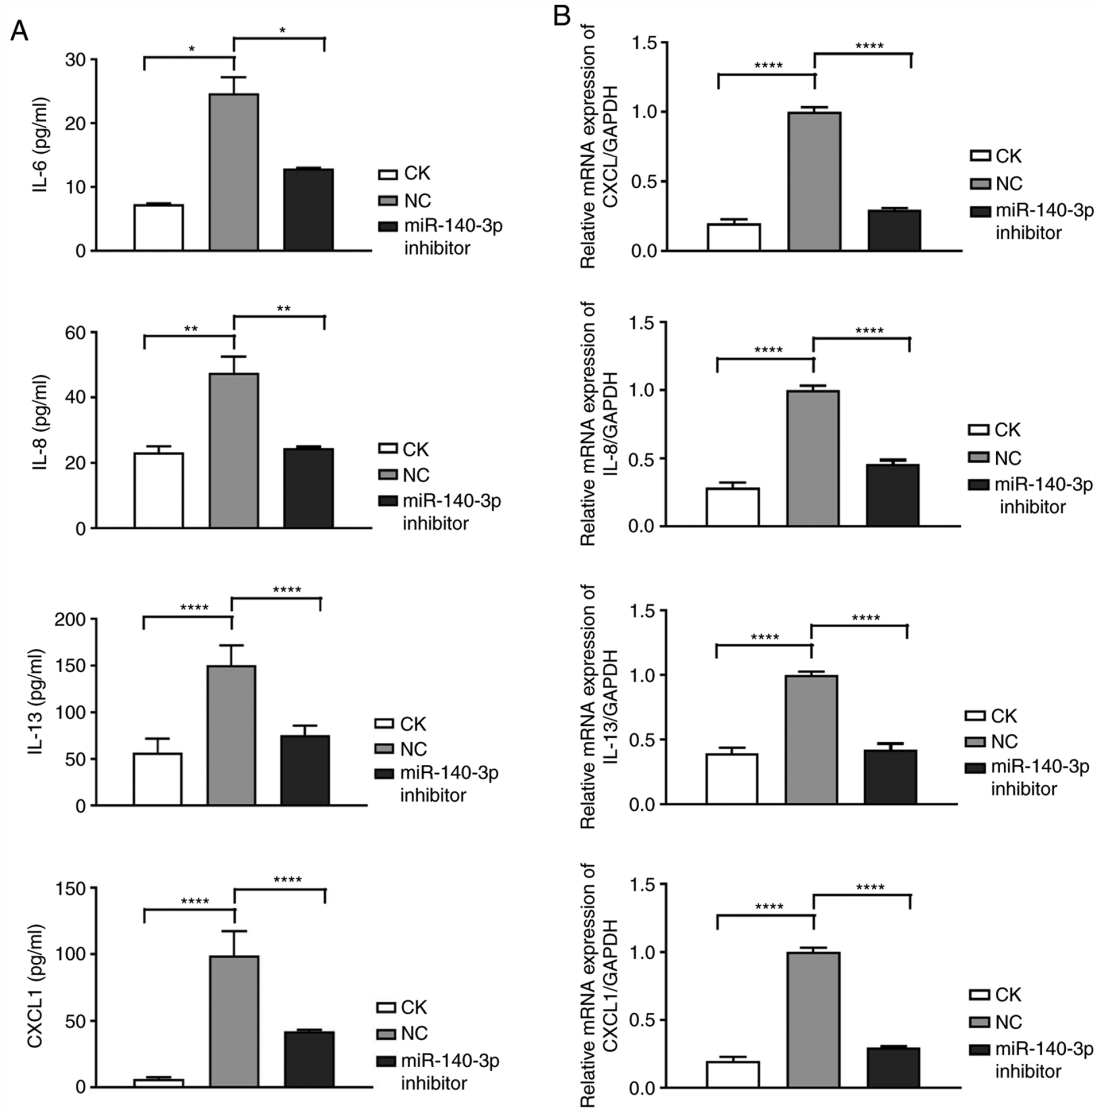 A
IL-6 (pg/ml)
30
20
10
0
*
*
CK
NC
miR-140-3p
inhibitor
IL-8 (pg/ml)
60
40
20
0
**
**
CK
NC
miR-140-3p
inhibitor
IL-13 (pg/ml)
200
150
100
50
0
****
****
CK
NC
miR-140-3p
inhibitor
CXCL1 (pg/ml)
150
100
50
0
****
****
CK
NC
miR-140-3p
inhibitor
B
Relative mRNA expression of
CXCL/GAPDH
1.5
1.0
0.5
0.0
****
****
CK
NC
miR-140-3p
inhibitor
Relative mRNA expression of
IL-8/GAPDH
1.5
1.0
0.5
0.0
****
****
CK
NC
miR-140-3p
inhibitor
Relative mRNA expression of
IL-13/GAPDH
1.5
1.0
0.5
0.0
****
****
CK
NC
miR-140-3p
inhibitor
Relative mRNA expression of
CXCL1/GAPDH
1.5
1.0
0.5
0.0
****
****
CK
NC
miR-140-3p
inhibitor